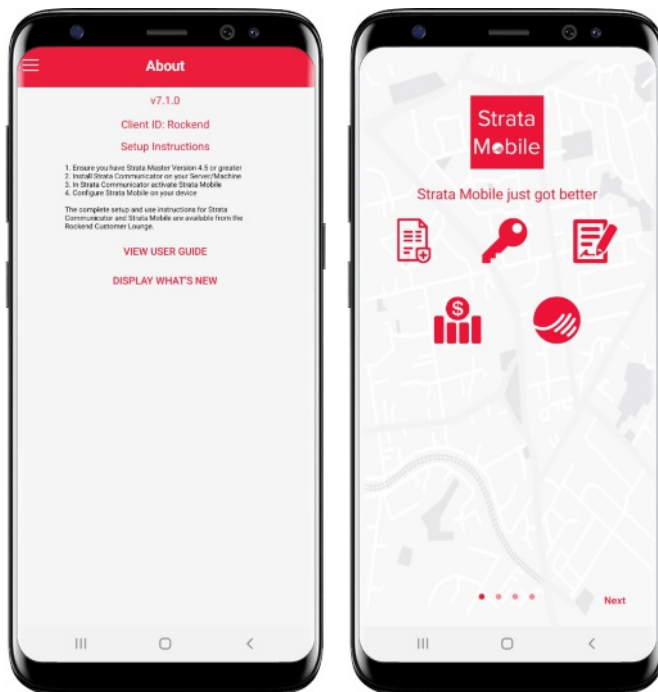 About
v7.1.0
Client ID: Rockend
Setup Instructions
1. Ensure you have Strata Master Version 4.5 or greater
2. Install Strata Communicator on your Server/Machine
3. In Strata Communicator activate Strata Mobile
4. Configure Strata Mobile on your device
The complete setup and use instructions for Strata
Communicator and Strata Mobile are available from the
Rockend Customer Lounge.
VIEW USER GUIDE
DISPLAY WHAT'S NEW
Strata
Mobile
Strata Mobile just got better
$
Next